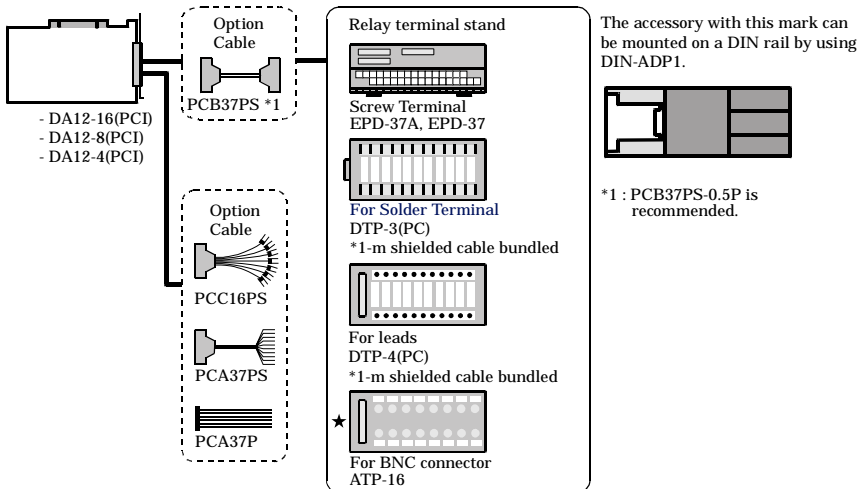 - DA12-16(PCI)
- DA12-8(PCI)
- DA12-4(PCI)
Option
Cable
PCB37PS *1
Option
Cable
PCC16PS
PCA37PS
PCA37P
Relay terminal stand
Screw Terminal
EPD-37A, EPD-37
For Solder Terminal
DTP-3(PC)
*1-m shielded cable bundled
For leads
DTP-4(PC)
*1-m shielded cable bundled
★
For BNC connector
ATP-16
The accessory with this mark can
be mounted on a DIN rail by using
DIN-ADP1.
*1 : PCB37PS-0.5P is
recommended.